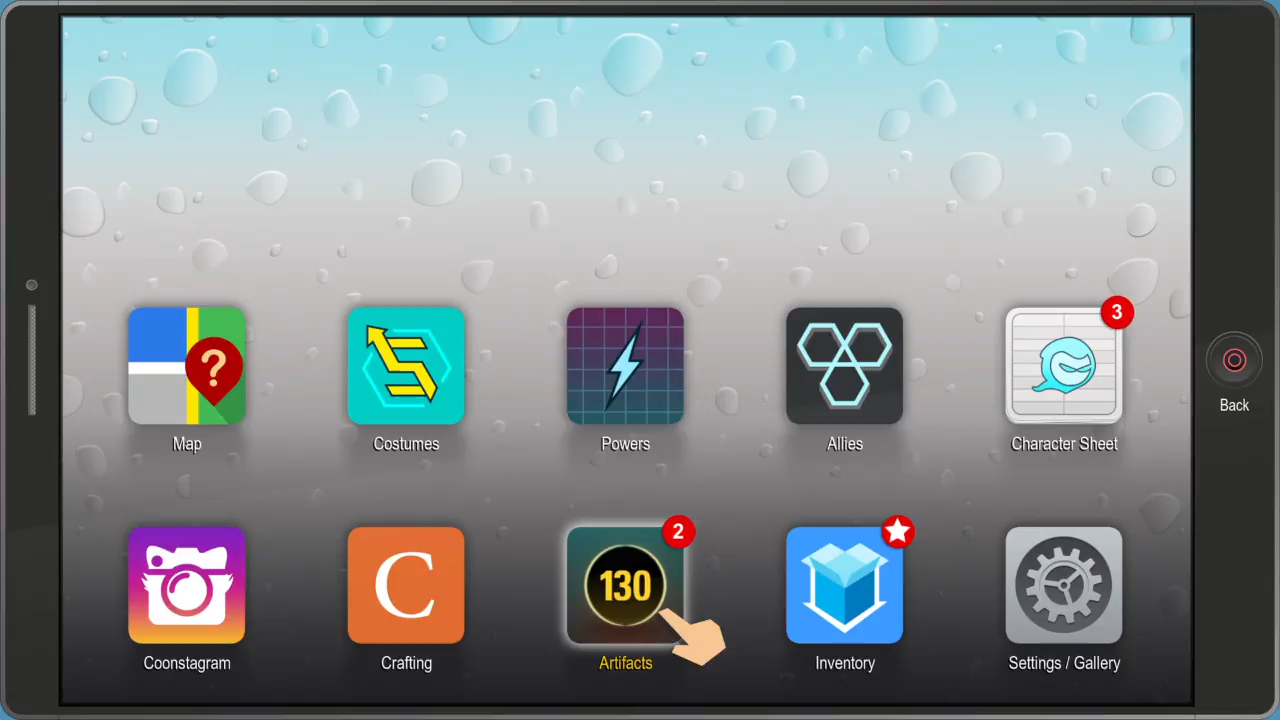 3
?
Map
Costumes
Powers
Allies
Character Sheet
Back
2
C
130
Coonstagram
Crafting
Artifacts
Inventory
Settings / Gallery